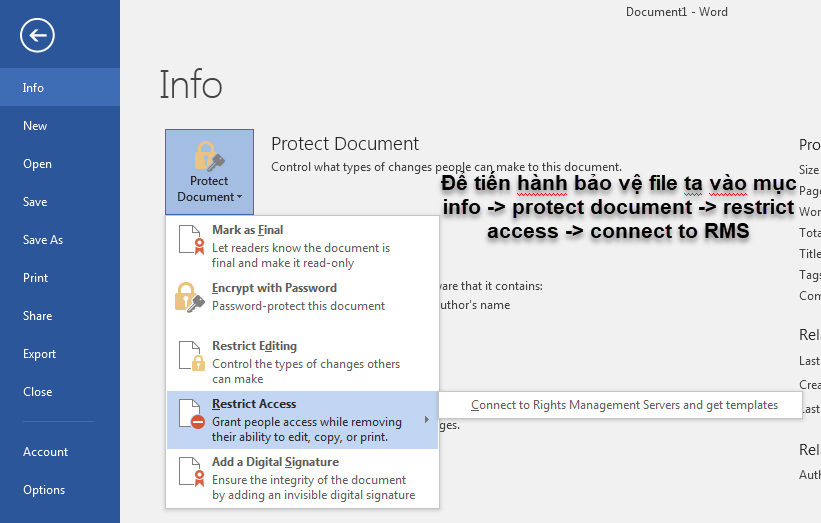 Document1 - Word
Info
New
Open
Save
Save As
Print
Share
Export
Close
Account
Options
Info
Protect
Document
Protect Document
Control what types of changes people can make to this document.
Để tiến hành bảo vệ file ta vào mục
info -> protect document -> restrict
access -> connect to RMS
Mark as Final
Let readers know the document is
final and make it read-only
Encrypt with Password
Password-protect this document
Restrict Editing
Control the types of changes others
can make
Restrict Access
Grant people access while removing
their ability to edit, copy, or print.
Add a Digital Signature
Ensure the integrity of the document
by adding an invisible digital signature
Connect to Rights Management Servers and get templates
ware that it contains:
uthor's name
ges.
Pro
Size
Page
Wor
Tota
Title
Tags
Com
Rela
Last
Crea
Last
Rela
Auth